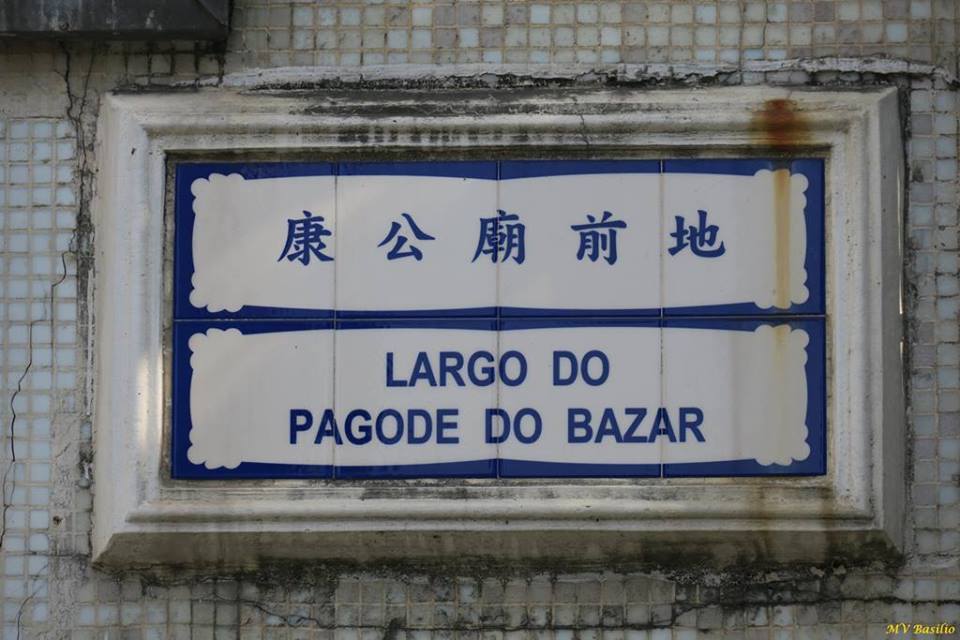 康公廟前地
LARGO DO
PAGODE DO BAZAR
MV Basilio